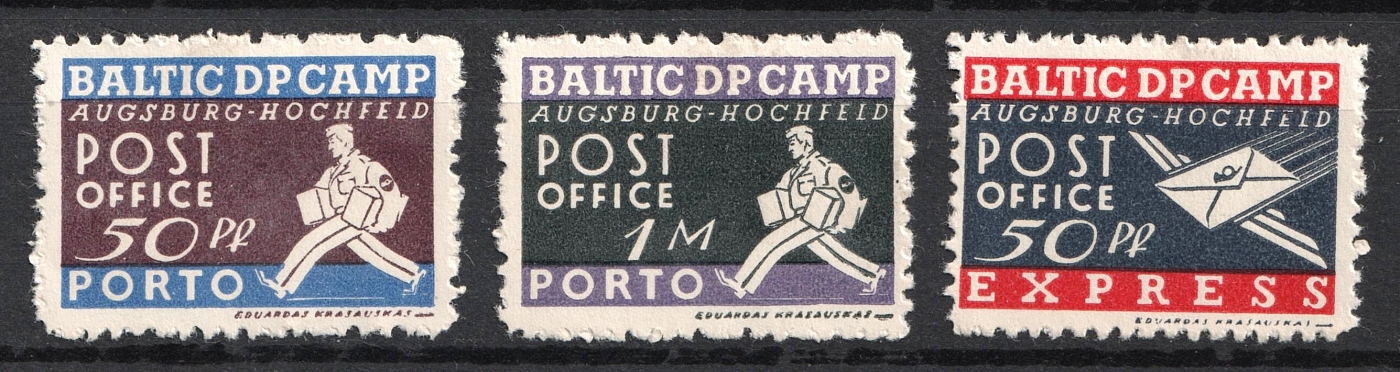 BALTIC DP CAMP
AUGSBURG-HOCHFELD
POST
OFFICE
50 Pf
PORTO
EDUARDAS KRASAUSKAS
BALTIC DP CAMP
AUGSBURG-HOCHFELD
POST
OFFICE
1 M
PORTO
EDUARDAS KRASAUSKAS
BALTIC DP CAMP
AUGSBURG-HOCHFELD
POST
OFFICE
50 Pf
EXPRESS
EDUARDAS KRASAUSKAS